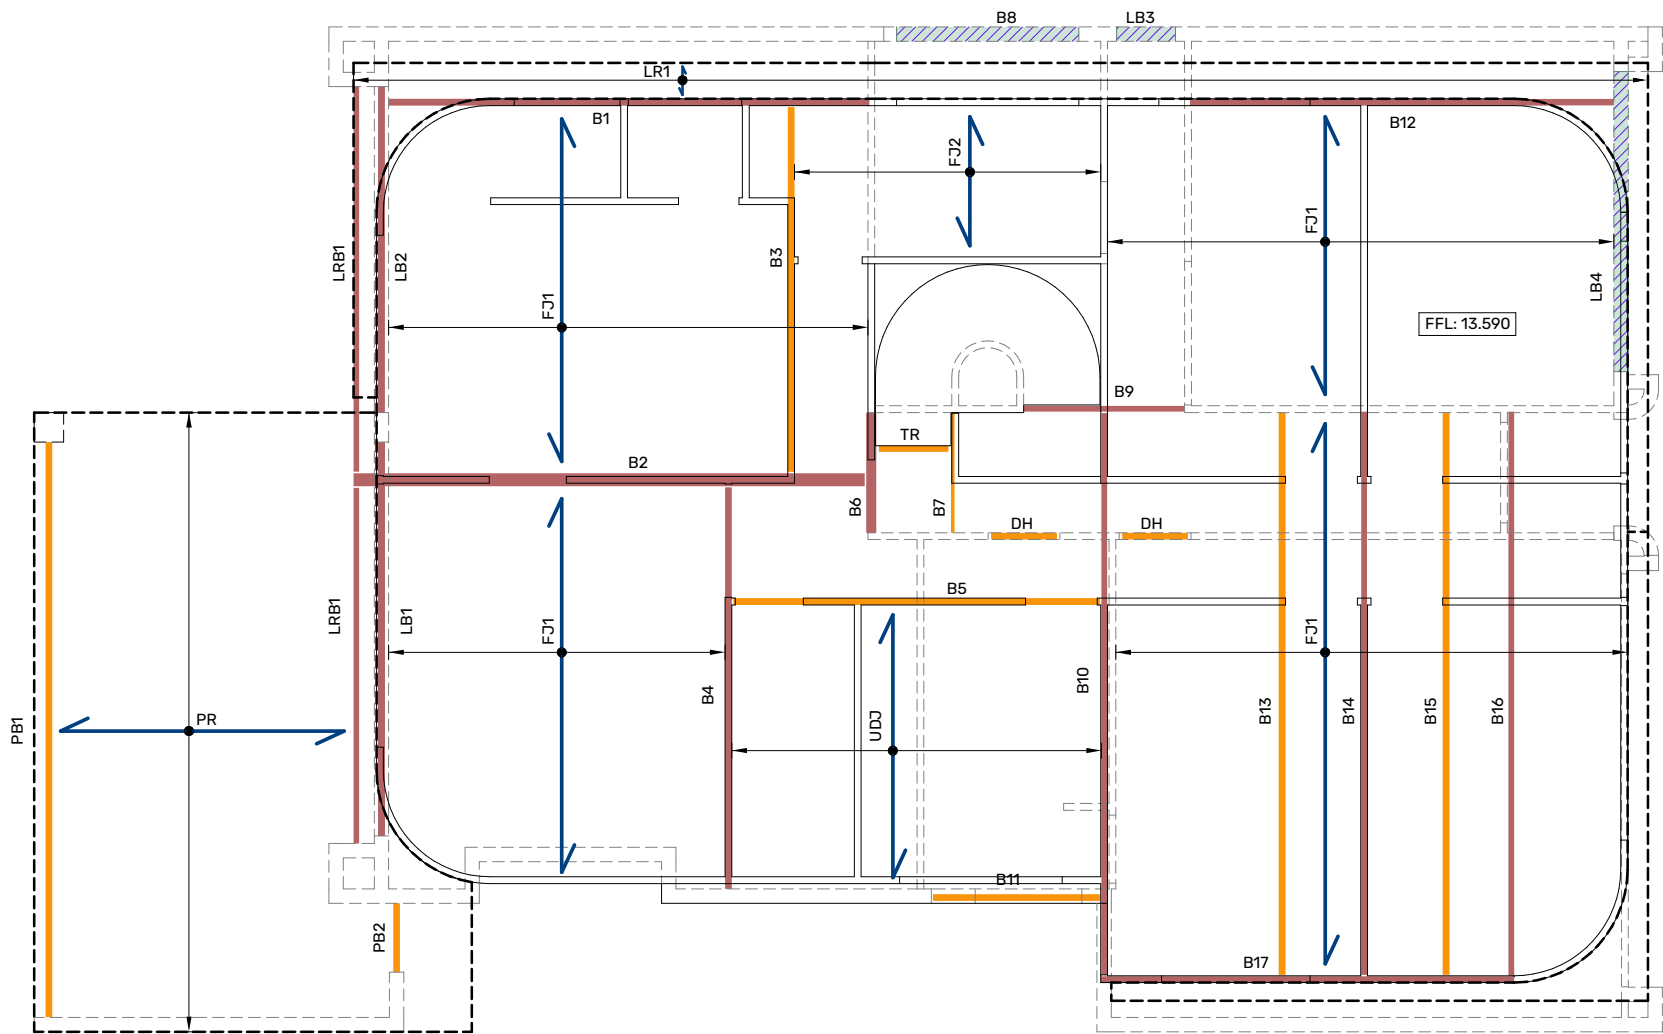 B8
LB3
LR1
B1
B12
FJ2
FJ1
FJ1
LRB1
LB2
B3
LB4
FFL: 13.590
B9
TR
B2
B6
B7
DH
DH
B5
LRB1
LB1
FJ1
B4
UDJ
B10
FJ1
B13
B14
B15
B16
PB1
PR
B11
PB2
B17